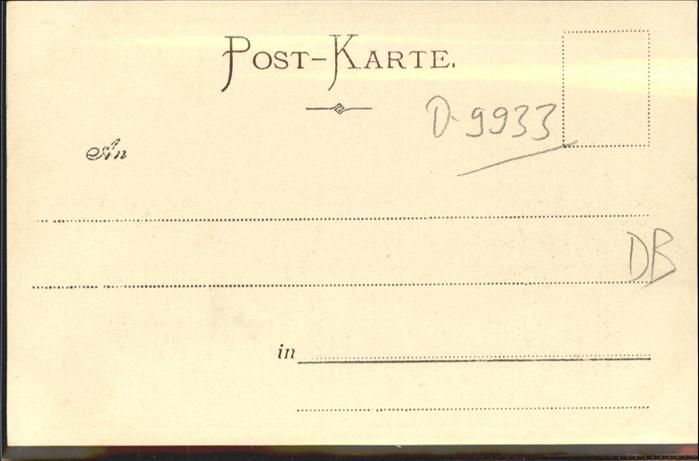 POST-KARTE.
D-9933
An
DB
in